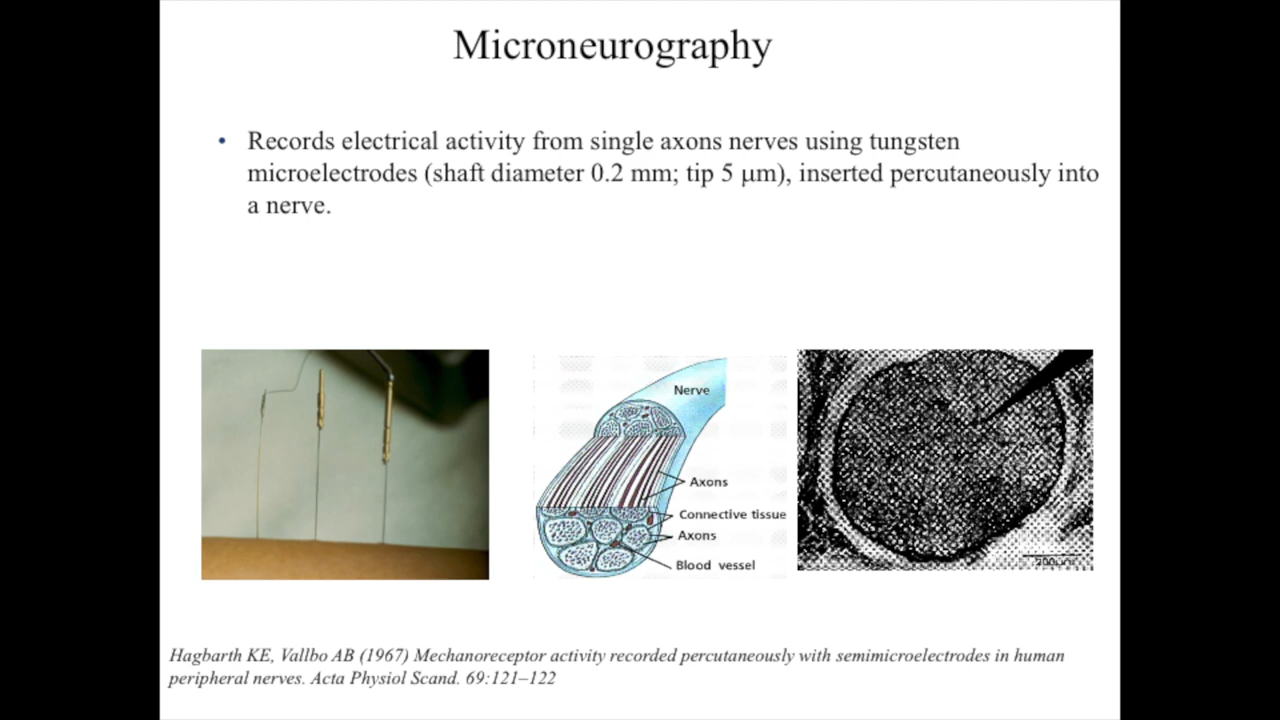 Microneurography
• Records electrical activity from single axons nerves using tungsten
microelectrodes (shaft diameter 0.2 mm; tip 5 μm), inserted percutaneously into
a nerve.
Nerve
Axons
Connective tissue
Axons
Blood vessel
200μm
Hagbarth KE, Vallbo AB (1967) Mechanoreceptor activity recorded percutaneously with semimicroelectrodes in human
peripheral nerves. Acta Physiol Scand. 69:121–122